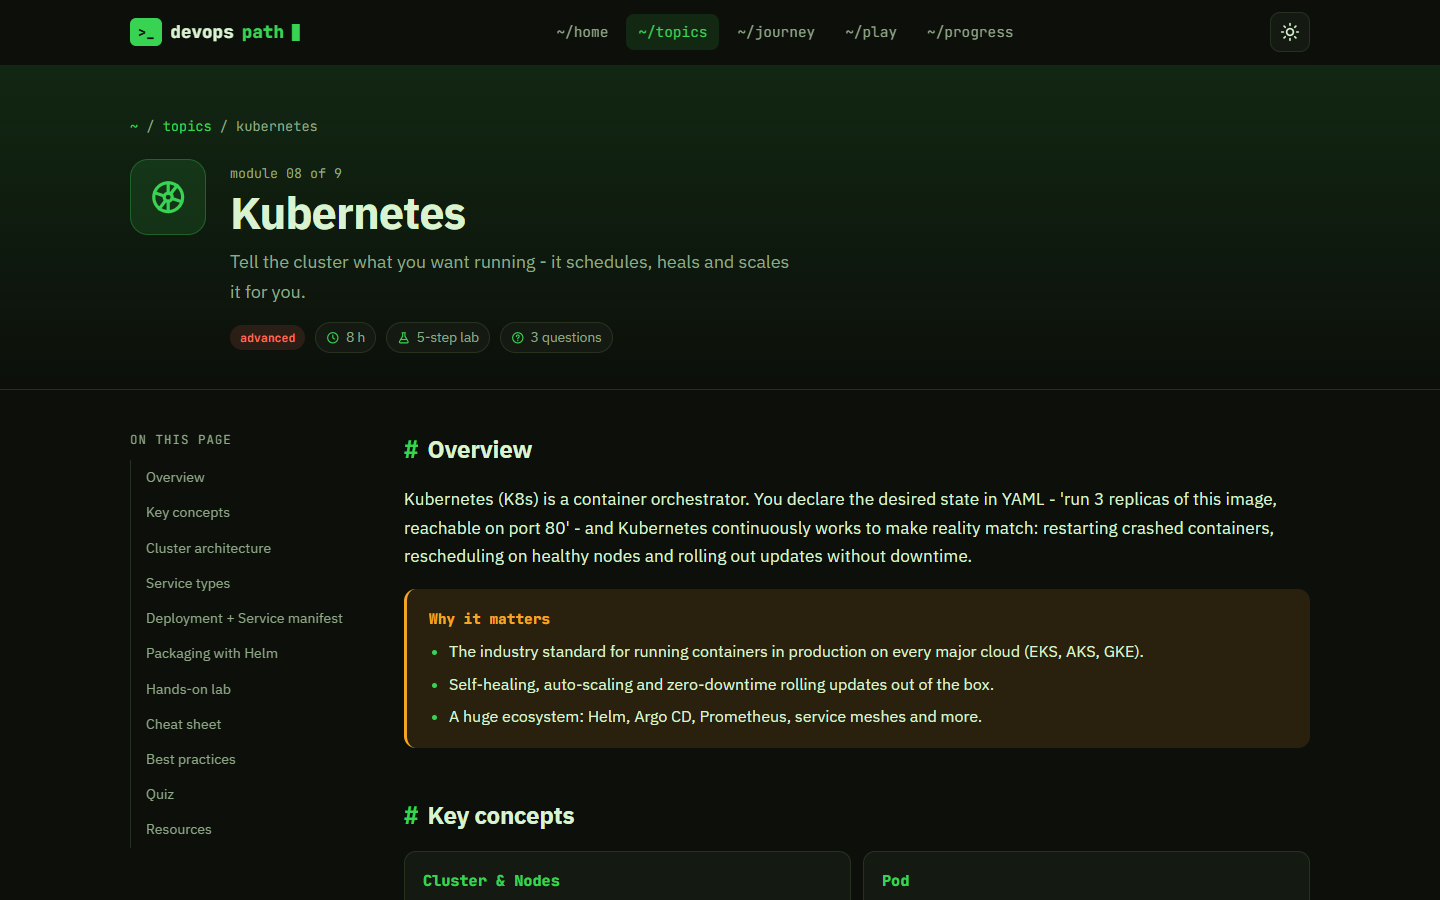 >_ devops path
~/home
~/topics
~/journey
~/play
~/progress
~ / topics / kubernetes
module 08 of 9
Kubernetes
Tell the cluster what you want running - it schedules, heals and scales
it for you.
advanced
8 h
5-step lab
3 questions
ON THIS PAGE
Overview
Key concepts
Cluster architecture
Service types
Deployment + Service manifest
Packaging with Helm
Hands-on lab
Cheat sheet
Best practices
Quiz
Resources
# Overview
Kubernetes (K8s) is a container orchestrator. You declare the desired state in YAML - 'run 3 replicas of this image,
reachable on port 80' - and Kubernetes continuously works to make reality match: restarting crashed containers,
rescheduling on healthy nodes and rolling out updates without downtime.
Why it matters
• The industry standard for running containers in production on every major cloud (EKS, AKS, GKE).
• Self-healing, auto-scaling and zero-downtime rolling updates out of the box.
• A huge ecosystem: Helm, Argo CD, Prometheus, service meshes and more.
# Key concepts
Cluster & Nodes
Pod